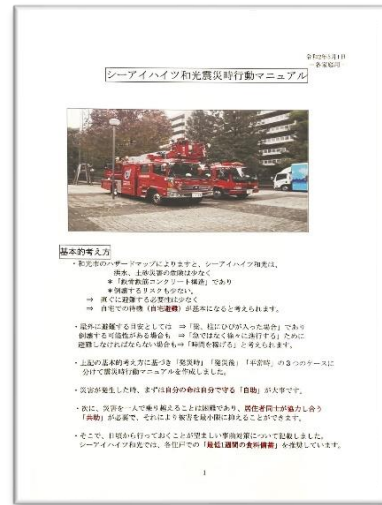 令和2年5月1日
－各家庭用－
シーアイハイツ和光震災時行動マニュアル
基本的考え方
・和光市のハザードマップによりますと、シーアイハイツ和光は、
洪水、土砂災害の危険は少なく
＊「鉄骨鉄筋コンクリート構造」であり
＊倒壊するリスクも少ない。
⇒ 直ぐに避難する必要性は少なく
⇒ 自宅での待機（自宅避難）が基本になると考えられます。
・屋外に避難する目安としては ⇒「梁、柱にひびが入った場合」であり
倒壊する可能性がある場合も ⇒「急ではなく徐々に進行する」ために
避難しなければならない場合も⇒「時間を稼げる」と考えられます。
・上記の基本的考え方に基づき「発災時」「発災後」「平常時」の３つのケースに
分けて震災時行動マニュアルを作成しました。
・災害が発生した時、まずは自分の命は自分で守る「自助」が大事です。
・次に、災害を一人で乗り越えることは困難であり、居住者同士が協力し合う
「共助」が必要で、それにより被害を最小限に抑えることができます。
・そこで、日頃から行っておくことが望ましい事前対策について記載しました。
シーアイハイツ和光では、各住戸での「最低1週間の食料備蓄」を推奨しています。
1